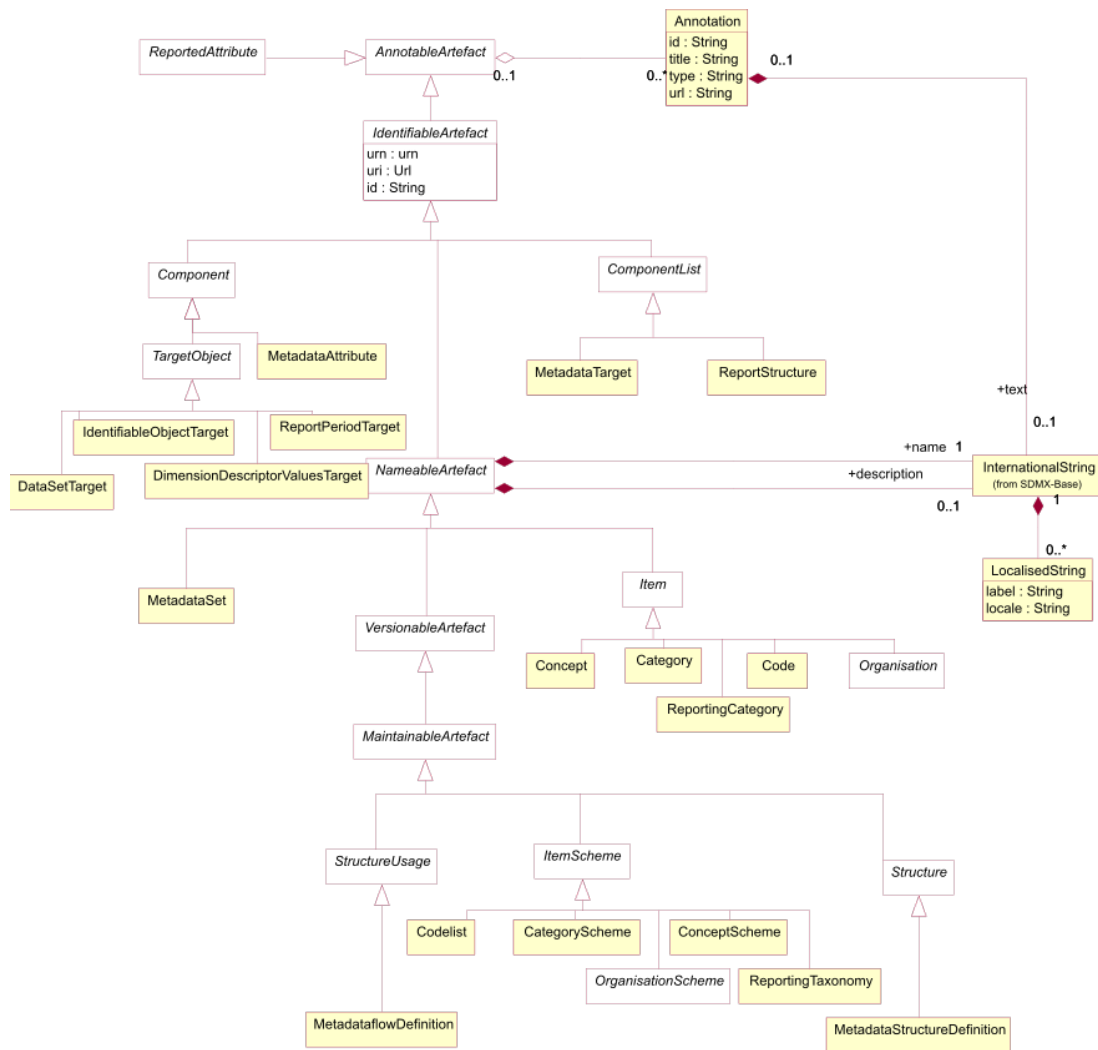 Annotation
id : String
title : String
type : String
url : String
ReportedAttribute
AnnotableArtefact
0..1
0..*
0..1
IdentifiableArtefact
urn : urn
uri : Url
id : String
Component
ComponentList
TargetObject
MetadataAttribute
MetadataTarget
ReportStructure
+text
0..1
IdentifiableObjectTarget
ReportPeriodTarget
DataSetTarget
DimensionDescriptorValuesTarget
NameableArtefact
+name 1
+description
0..1
InternationalString
(from SDMX-Base)
1
0..*
LocalisedString
label : String
locale : String
MetadataSet
Item
VersionableArtefact
Concept
Category
Code
Organisation
ReportingCategory
MaintainableArtefact
StructureUsage
ItemScheme
Structure
Codelist
CategoryScheme
ConceptScheme
OrganisationScheme
ReportingTaxonomy
MetadataflowDefinition
MetadataStructureDefinition